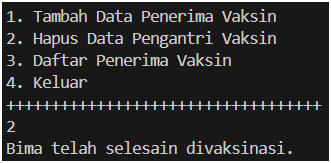 1. Tambah Data Penerima Vaksin
2. Hapus Data Pengantri Vaksin
3. Daftar Penerima Vaksin
4. Keluar
+++++++++++++++++++++++++++++++++++
2
Bima telah selesain divaksinasi.